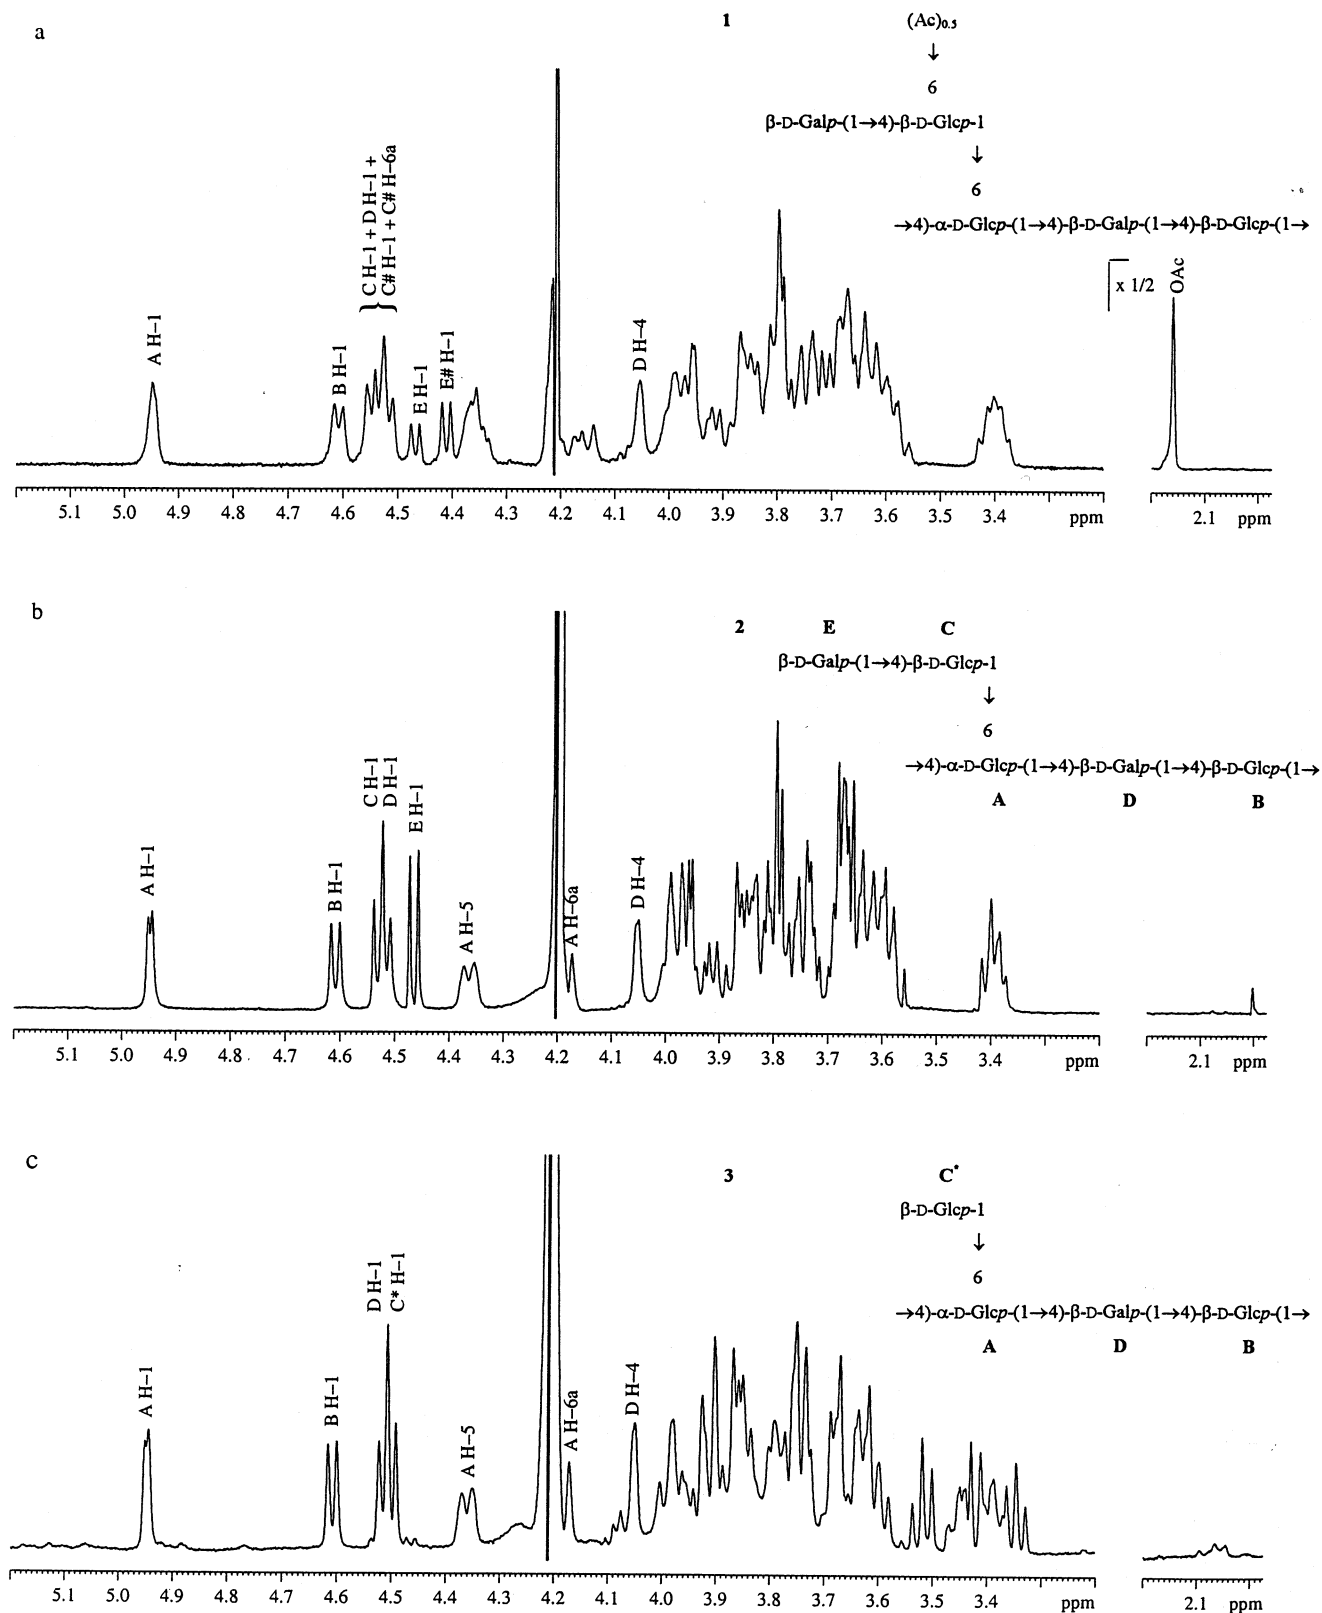 a
1
(Ac)0.5
↓
6
β-D-Galp-(1→4)-β-D-Glcp-1
↓
6
→4)-α-D-Glcp-(1→4)-β-D-Galp-(1→4)-β-D-Glcp-(1→
A H–1
B H–1
C H–1 + D H–1 +
C# H–1 + C# H–6a
}
E H–1
E# H–1
D H–4
x 1/2
OAc
5.1 5.0 4.9 4.8 4.7 4.6 4.5 4.4 4.3 4.2 4.1 4.0 3.9 3.8 3.7 3.6 3.5 3.4 ppm 2.1 ppm
b
2 E C
β-D-Galp-(1→4)-β-D-Glcp-1
↓
6
→4)-α-D-Glcp-(1→4)-β-D-Galp-(1→4)-β-D-Glcp-(1→
A D B
A H–1
B H–1
C H–1
D H–1
E H–1
A H–5
A H–6a
D H–4
5.1 5.0 4.9 4.8 4.7 4.6 4.5 4.4 4.3 4.2 4.1 4.0 3.9 3.8 3.7 3.6 3.5 3.4 ppm 2.1 ppm
c
3 C*
β-D-Glcp-1
↓
6
→4)-α-D-Glcp-(1→4)-β-D-Galp-(1→4)-β-D-Glcp-(1→
A D B
A H–1
B H–1
D H–1
C* H–1
A H–5
A H–6a
D H–4
5.1 5.0 4.9 4.8 4.7 4.6 4.5 4.4 4.3 4.2 4.1 4.0 3.9 3.8 3.7 3.6 3.5 3.4 ppm 2.1 ppm